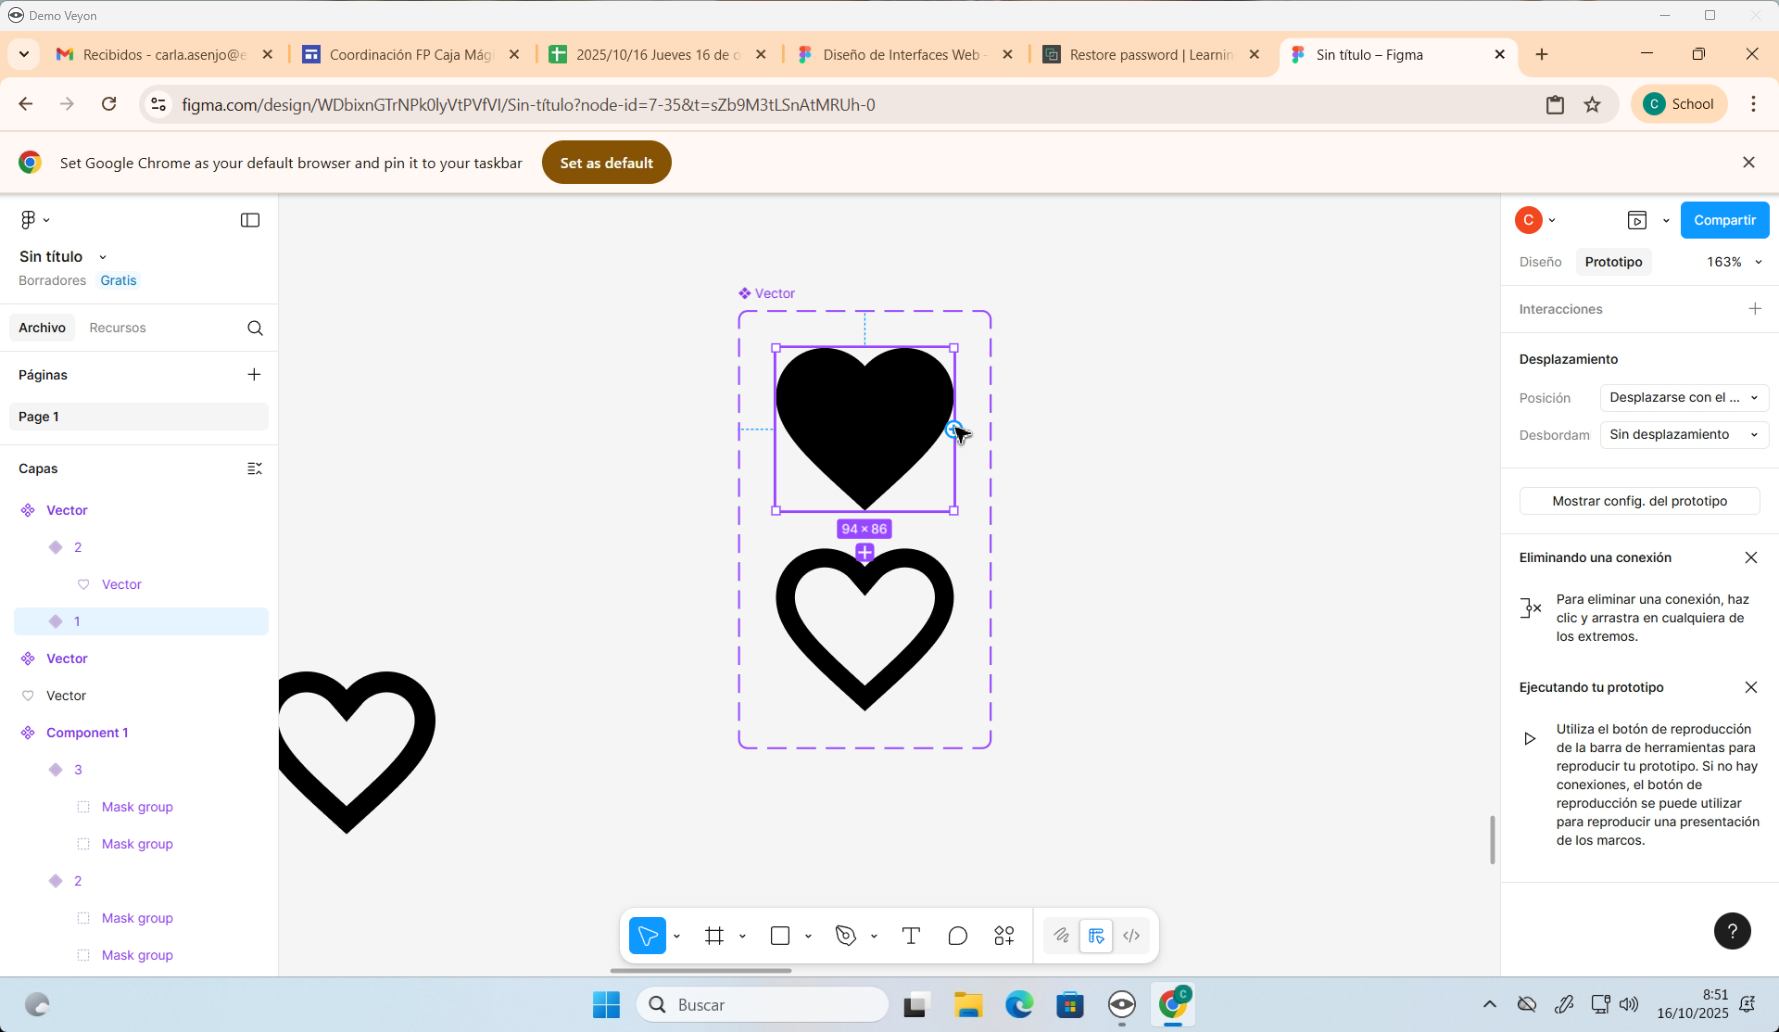 Demo Veyon
Recibidos - carla.asenjo@e
Coordinación FP Caja Mági
2025/10/16 Jueves 16 de o
Diseño de Interfaces Web -
Restore password | Learnin
Sin título – Figma
figma.com/design/WDbixnGTrNPk0lyVtPVfVI/Sin-título?node-id=7-35&t=sZb9M3tLSnAtMRUh-0
C School
Set Google Chrome as your default browser and pin it to your taskbar
Set as default
Sin título
Borradores Gratis
Archivo Recursos
Páginas
Page 1
Capas
Vector
2
Vector
1
Vector
Vector
Component 1
3
Mask group
Mask group
2
Mask group
Mask group
Vector
94 × 86
C
Compartir
Diseño Prototipo 163%
Interacciones
Desplazamiento
Posición Desplazarse con el ...
Desbordam Sin desplazamiento
Mostrar config. del prototipo
Eliminando una conexión
Para eliminar una conexión, haz
clic y arrastra en cualquiera de
los extremos.
Ejecutando tu prototipo
Utiliza el botón de reproducción
de la barra de herramientas para
reproducir tu prototipo. Si no hay
conexiones, el botón de
reproducción se puede utilizar
para reproducir una presentación
de los marcos.
?
Buscar
C
8:51
16/10/2025